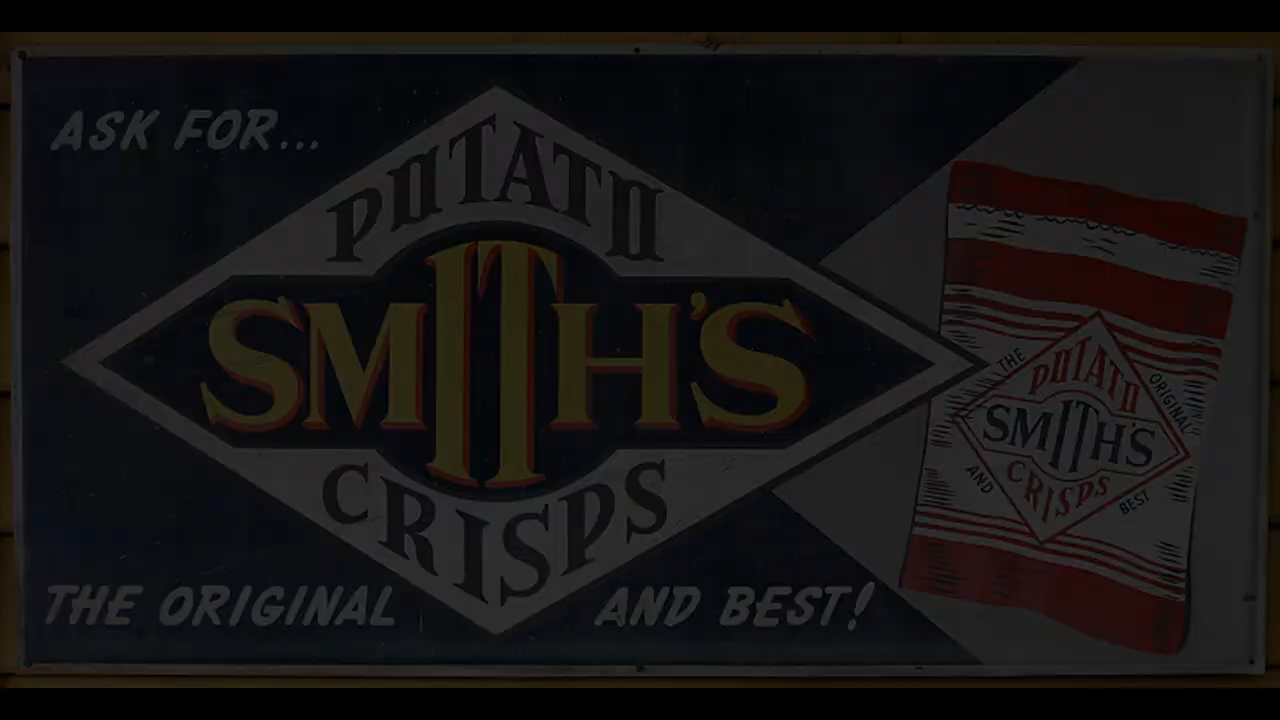 ASK FOR...
POTATO
SMITH'S
CRISPS
THE ORIGINAL AND BEST!
THE ORIGINAL
POTATO
SMITH'S
CRISPS
AND BEST